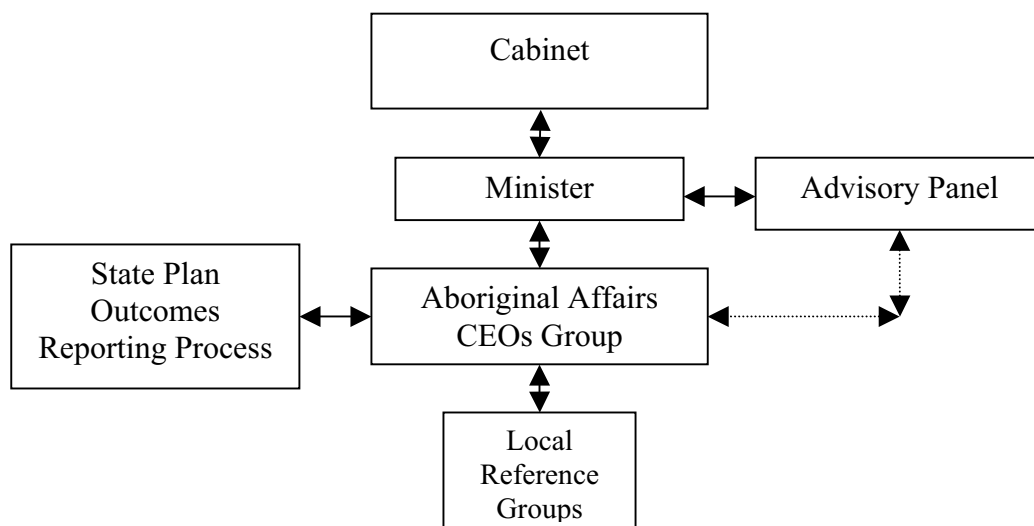 Cabinet
Minister
Advisory Panel
State Plan
Outcomes
Reporting Process
Aboriginal Affairs
CEOs Group
Local
Reference
Groups